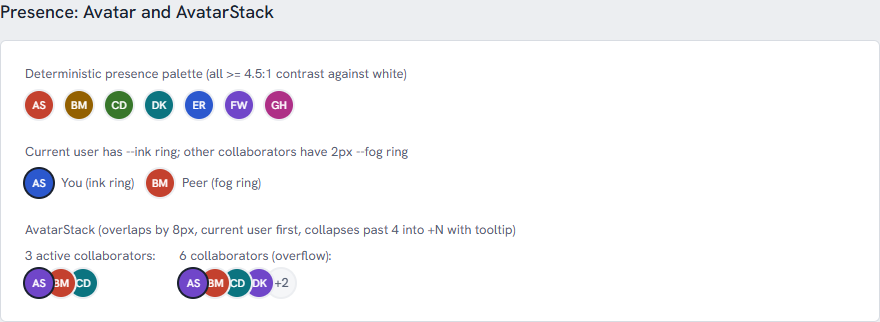 Presence: Avatar and AvatarStack
Deterministic presence palette (all >= 4.5:1 contrast against white)
AS BM CD DK ER FW GH
Current user has --ink ring; other collaborators have 2px --fog ring
AS You (ink ring) BM Peer (fog ring)
AvatarStack (overlaps by 8px, current user first, collapses past 4 into +N with tooltip)
3 active collaborators: 6 collaborators (overflow):
AS BM CD AS BM CD DK +2